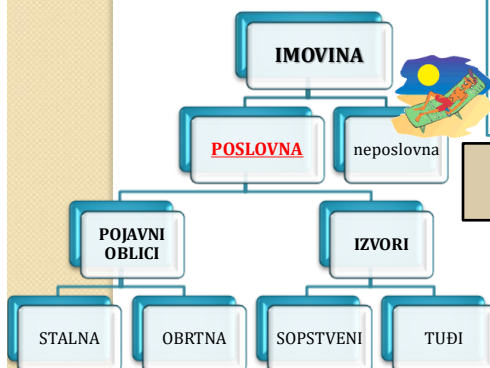 IMOVINA
POSLOVNA
neposlovna
POJAVNI
OBLICI
IZVORI
STALNA
OBRTNA
SOPSTVENI
TUĐI